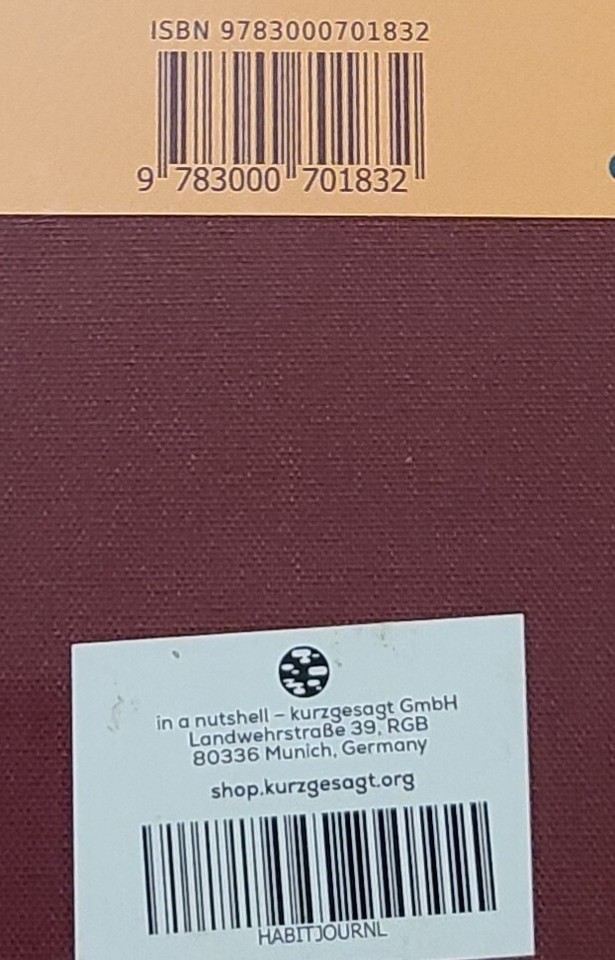 ISBN 9783000701832
9 783000 701832
in a nutshell – kurzgesagt GmbH
Landwehrstraße 39, RGB
80336 Munich, Germany
shop.kurzgesagt.org
HABITJOURNL